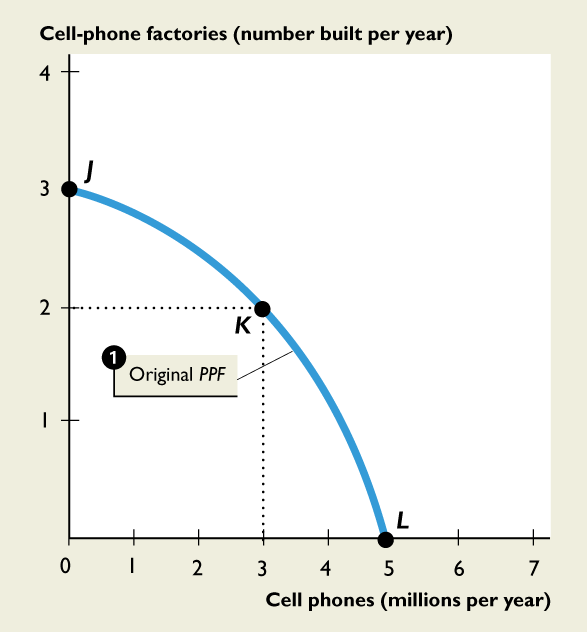 Cell-phone factories (number built per year)
4
J
3
2
K
1
Original PPF
1
L
0 1 2 3 4 5 6 7
Cell phones (millions per year)